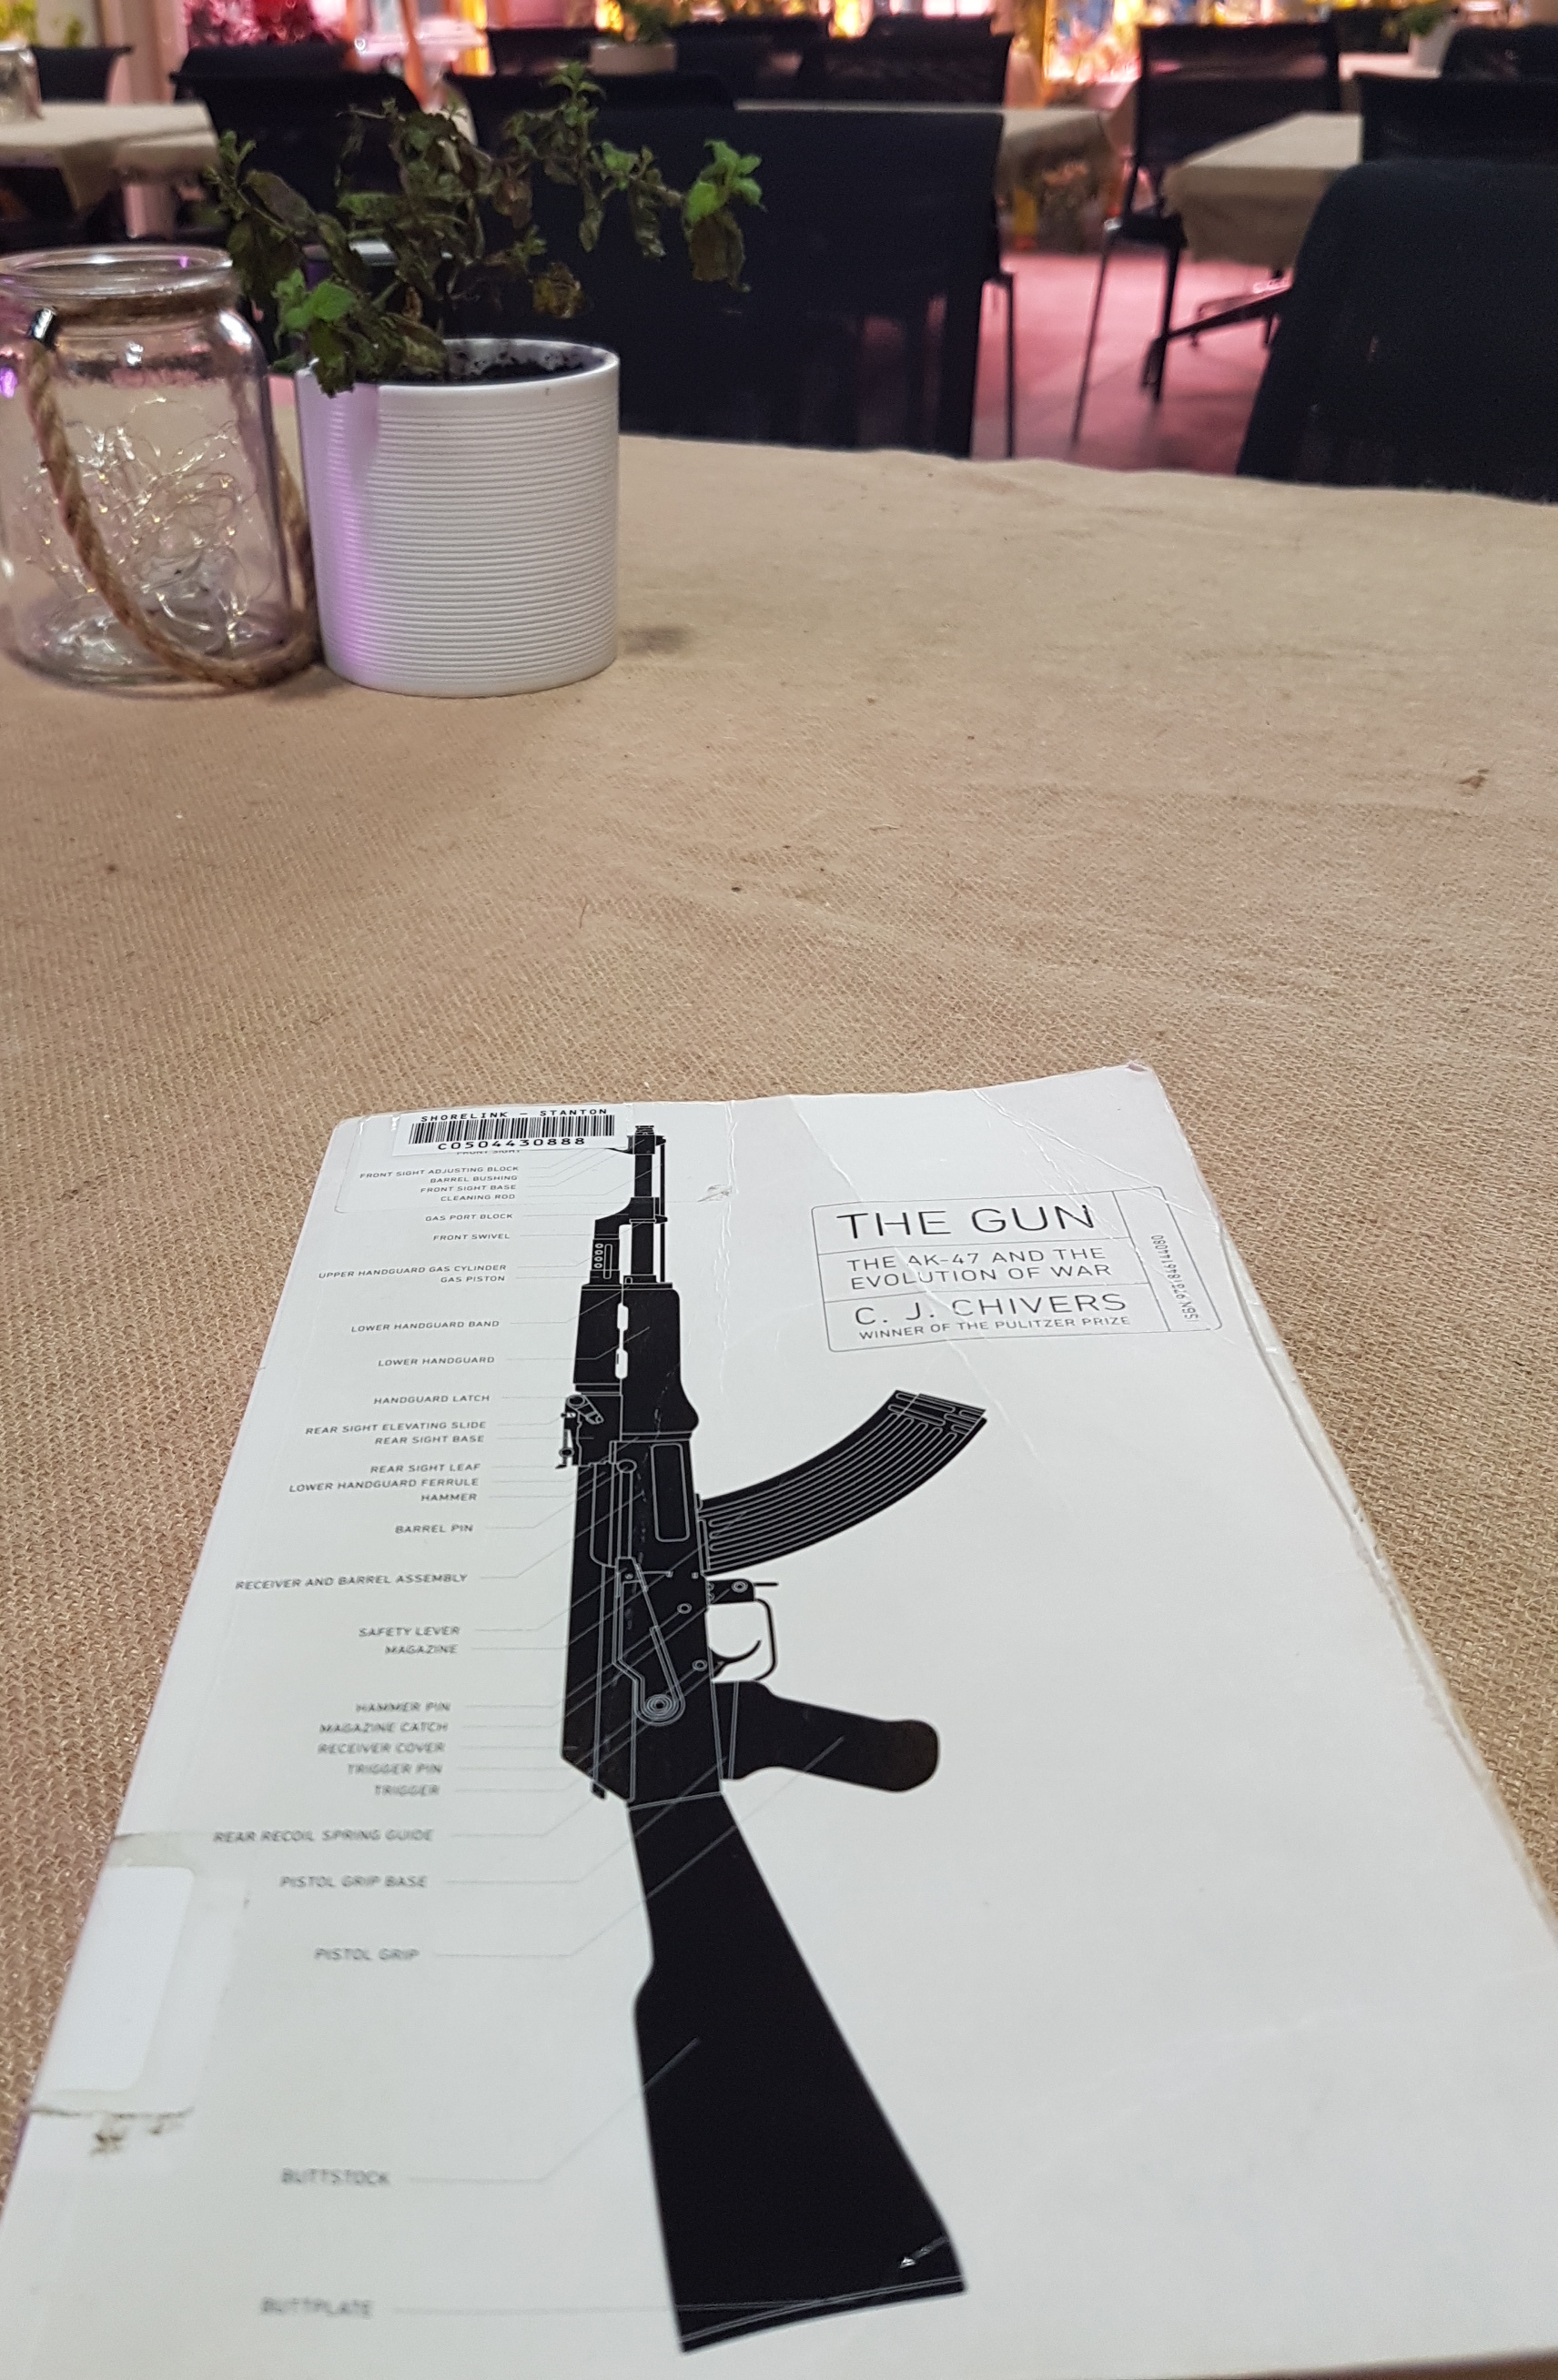 SHORELINK - STANTON
C0504430888
FRONT SIGHT
FRONT SIGHT ADJUSTING BLOCK
BARREL BUSHING
FRONT SIGHT BASE
CLEANING ROD
GAS PORT BLOCK
FRONT SWIVEL
UPPER HANDGUARD GAS CYLINDER
GAS PISTON
LOWER HANDGUARD BAND
LOWER HANDGUARD
HANDGUARD LATCH
REAR SIGHT ELEVATING SLIDE
REAR SIGHT BASE
REAR SIGHT LEAF
LOWER HANDGUARD FERRULE
HAMMER
BARREL PIN
RECEIVER AND BARREL ASSEMBLY
SAFETY LEVER
MAGAZINE
HAMMER PIN
MAGAZINE CATCH
RECEIVER COVER
TRIGGER PIN
TRIGGER
REAR RECOIL SPRING GUIDE
PISTOL GRIP BASE
PISTOL GRIP
BUTTSTOCK
BUTTPLATE
THE GUN
THE AK-47 AND THE
EVOLUTION OF WAR
C. J. CHIVERS
WINNER OF THE PULITZER PRIZE